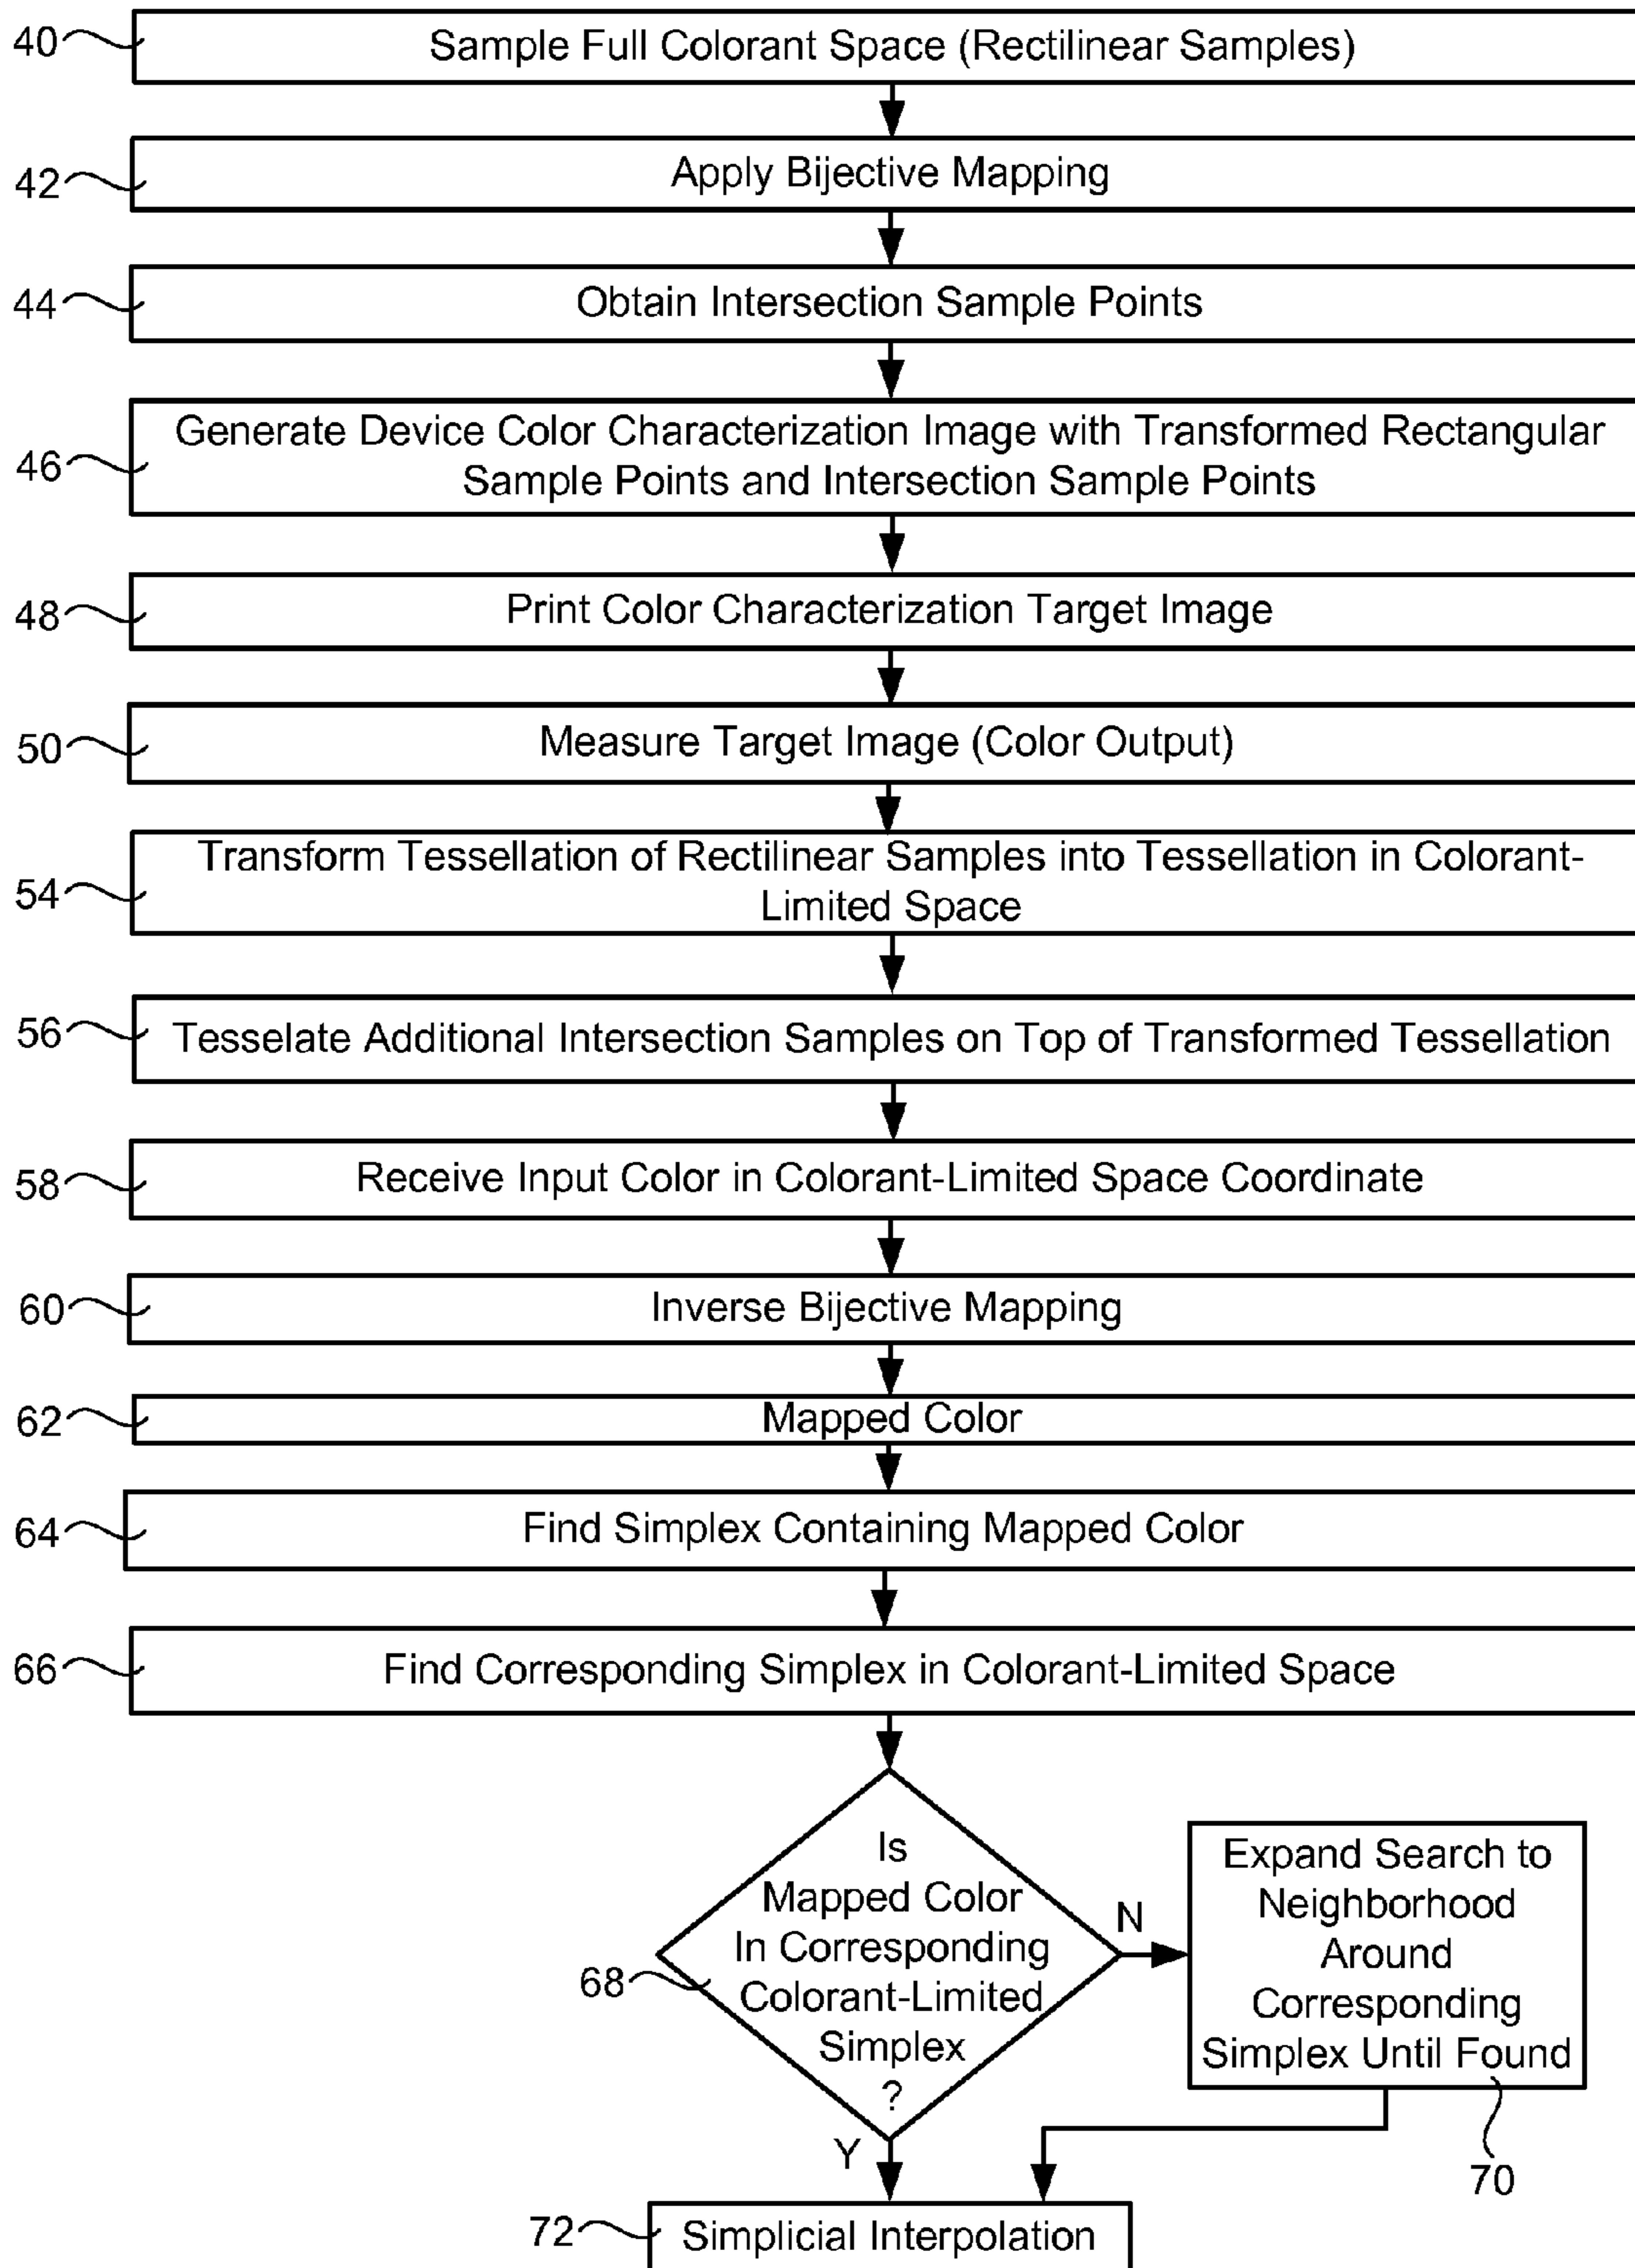 40
Sample Full Colorant Space (Rectilinear Samples)
42
Apply Bijective Mapping
44
Obtain Intersection Sample Points
46
Generate Device Color Characterization Image with Transformed Rectangular
Sample Points and Intersection Sample Points
48
Print Color Characterization Target Image
50
Measure Target Image (Color Output)
54
Transform Tessellation of Rectilinear Samples into Tessellation in Colorant-
Limited Space
56
Tesselate Additional Intersection Samples on Top of Transformed Tessellation
58
Receive Input Color in Colorant-Limited Space Coordinate
60
Inverse Bijective Mapping
62
Mapped Color
64
Find Simplex Containing Mapped Color
66
Find Corresponding Simplex in Colorant-Limited Space
68
Is
Mapped Color
In Corresponding
Colorant-Limited
Simplex
?
N
Expand Search to
Neighborhood
Around
Corresponding
Simplex Until Found
70
Y
72
Simplicial Interpolation